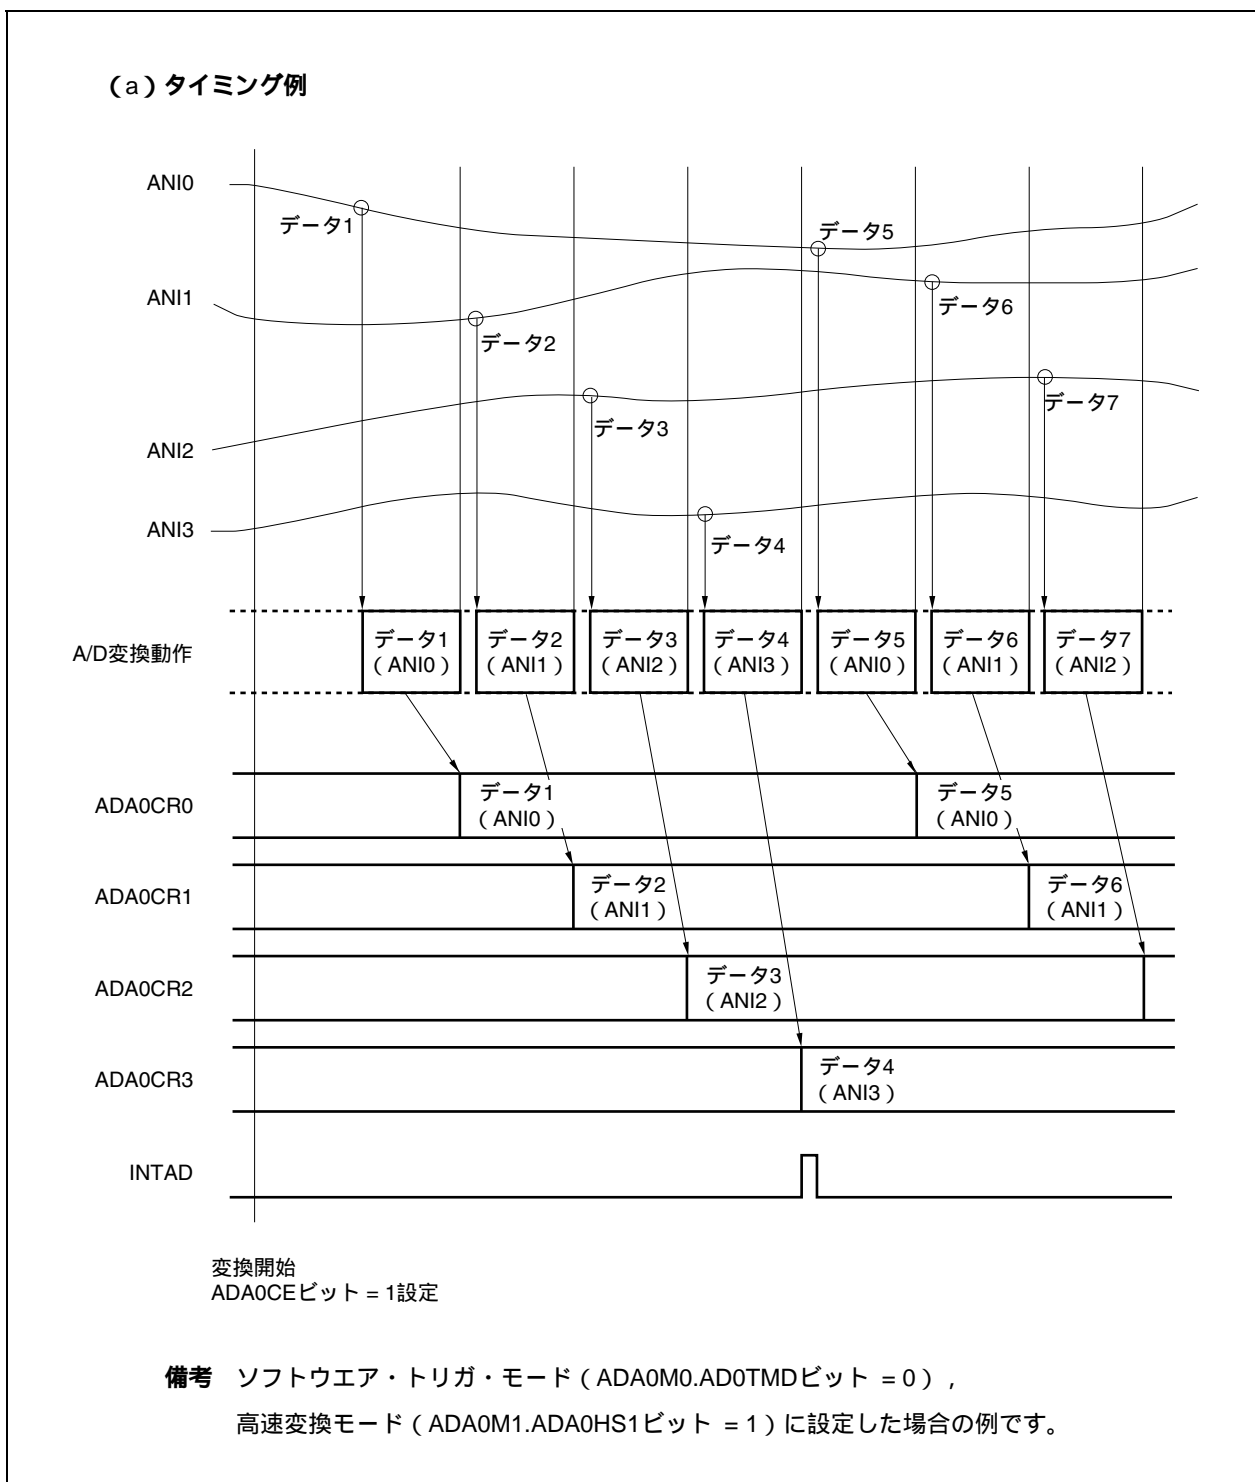 （a）タイミング例
ANI0
データ1
データ5
ANI1
データ2
データ6
ANI2
データ3
データ7
ANI3
データ4
A/D変換動作
データ1
（ANI0）
データ2
（ANI1）
データ3
（ANI2）
データ4
（ANI3）
データ5
（ANI0）
データ6
（ANI1）
データ7
（ANI2）
ADA0CR0
データ1
（ANI0）
データ5
（ANI0）
ADA0CR1
データ2
（ANI1）
データ6
（ANI1）
ADA0CR2
データ3
（ANI2）
ADA0CR3
データ4
（ANI3）
INTAD
変換開始
ADA0CEビット = 1設定
備考 ソフトウエア・トリガ・モード（ADA0M0.AD0TMDビット = 0），
高速変換モード（ADA0M1.ADA0HS1ビット = 1）に設定した場合の例です。